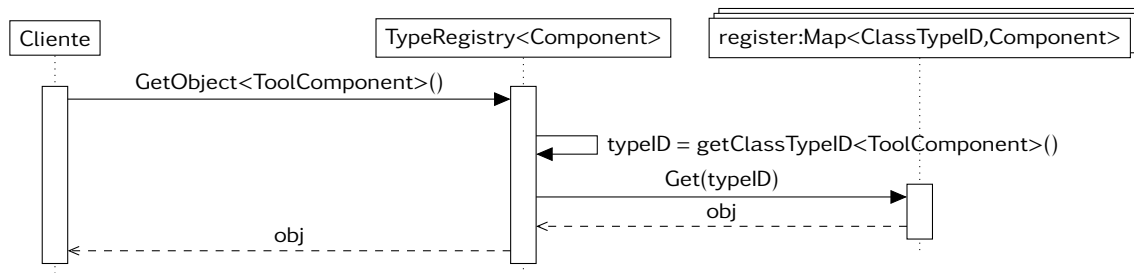 Cliente
TypeRegistry<Component>
register:Map<ClassTypeID,Component>
GetObject<ToolComponent>()
typeID = getClassTypeID<ToolComponent>()
Get(typeID)
obj
obj